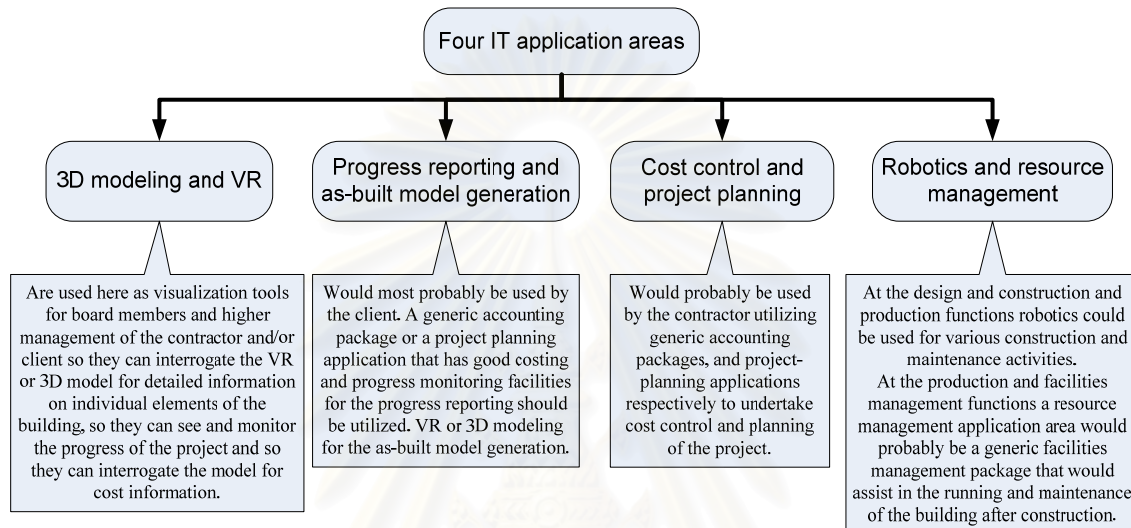 Four IT application areas
3D modeling and VR
Progress reporting and
as-built model generation
Cost control and
project planning
Robotics and resource
management
Are used here as visualization tools
for board members and higher
management of the contractor and/or
client so they can interrogate the VR
or 3D model for detailed information
on individual elements of the
building, so they can see and monitor
the progress of the project and so
they can interrogate the model for
cost information.
Would most probably be used by
the client. A generic accounting
package or a project planning
application that has good costing
and progress monitoring facilities
for the progress reporting should
be utilized. VR or 3D modeling
for the as-built model generation.
Would probably be used
by the contractor utilizing
generic accounting
packages, and project-
planning applications
respectively to undertake
cost control and planning
of the project.
At the design and construction and
production functions robotics could
be used for various construction and
maintenance activities.
At the production and facilities
management functions a resource
management application area would
probably be a generic facilities
management package that would
assist in the running and maintenance
of the building after construction.